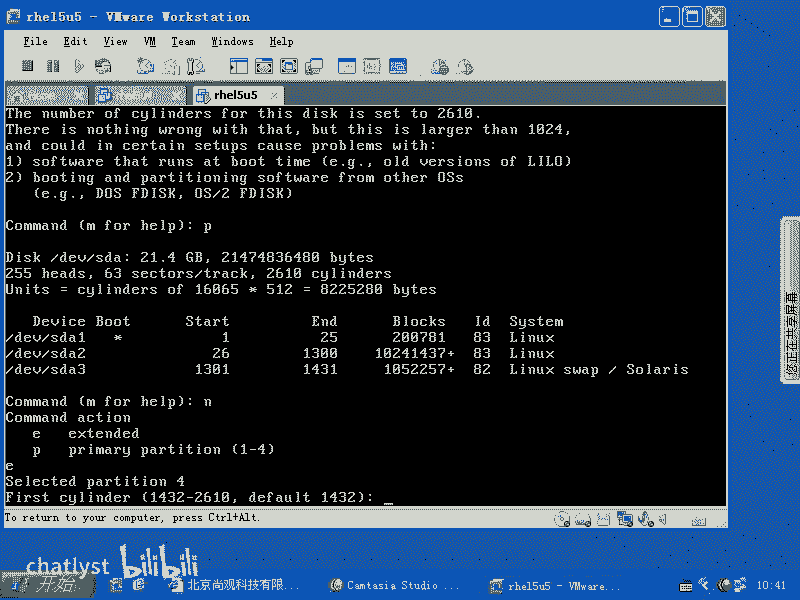 rhel5u5 - VMware Workstation
File Edit View VM Team Windows Help
rhel5u5
The number of cylinders for this disk is set to 2610.
There is nothing wrong with that, but this is larger than 1024,
and could in certain setups cause problems with:
1) software that runs at boot time (e.g., old versions of LILO)
2) booting and partitioning software from other OSs
(e.g., DOS FDISK, OS/2 FDISK)
Command (m for help): p
Disk /dev/sda: 21.4 GB, 21474836480 bytes
255 heads, 63 sectors/track, 2610 cylinders
Units = cylinders of 16065 * 512 = 8225280 bytes
Device Boot Start End Blocks Id System
/dev/sda1 * 1 25 200781 83 Linux
/dev/sda2 26 1300 10241437+ 83 Linux
/dev/sda3 1301 1431 1052257+ 82 Linux swap / Solaris
Command (m for help): n
Command action
e extended
p primary partition (1-4)
e
Selected partition 4
First cylinder (1432-2610, default 1432): _
To return to your computer, press Ctrl+Alt.
您正在共享屏幕
chatlyst bilibili
开始 北京尚观科技有限... Camtasia Studio ... rhel5u5 - VMware... 10:41